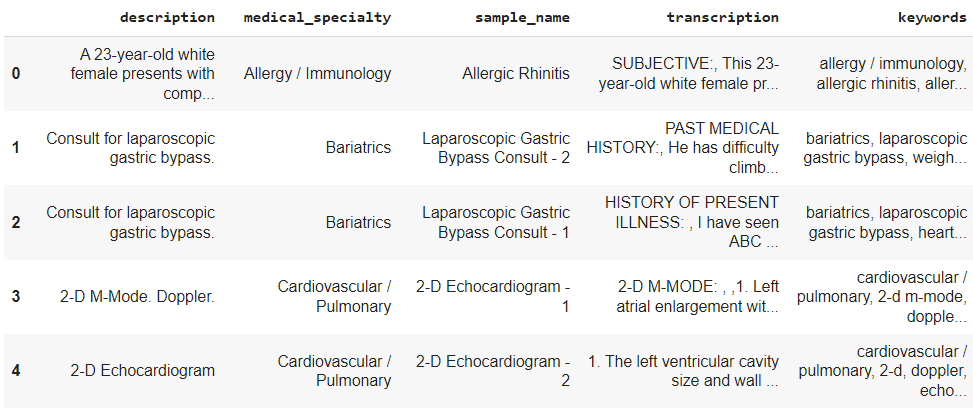 description medical_specialty sample_name transcription keywords
0 A 23-year-old white female presents with comp... Allergy / Immunology Allergic Rhinitis SUBJECTIVE:, This 23-year-old white female pr... allergy / immunology, allergic rhinitis, aller...
1 Consult for laparoscopic gastric bypass. Bariatrics Laparoscopic Gastric Bypass Consult - 2 PAST MEDICAL HISTORY:, He has difficulty climb... bariatrics, laparoscopic gastric bypass, weigh...
2 Consult for laparoscopic gastric bypass. Bariatrics Laparoscopic Gastric Bypass Consult - 1 HISTORY OF PRESENT ILLNESS: , I have seen ABC ... bariatrics, laparoscopic gastric bypass, heart...
3 2-D M-Mode. Doppler. Cardiovascular / Pulmonary 2-D Echocardiogram - 1 2-D M-MODE: , ,1. Left atrial enlargement wit... cardiovascular / pulmonary, 2-d m-mode, dopple...
4 2-D Echocardiogram Cardiovascular / Pulmonary 2-D Echocardiogram - 2 1. The left ventricular cavity size and wall ... cardiovascular / pulmonary, 2-d, doppler, echo...